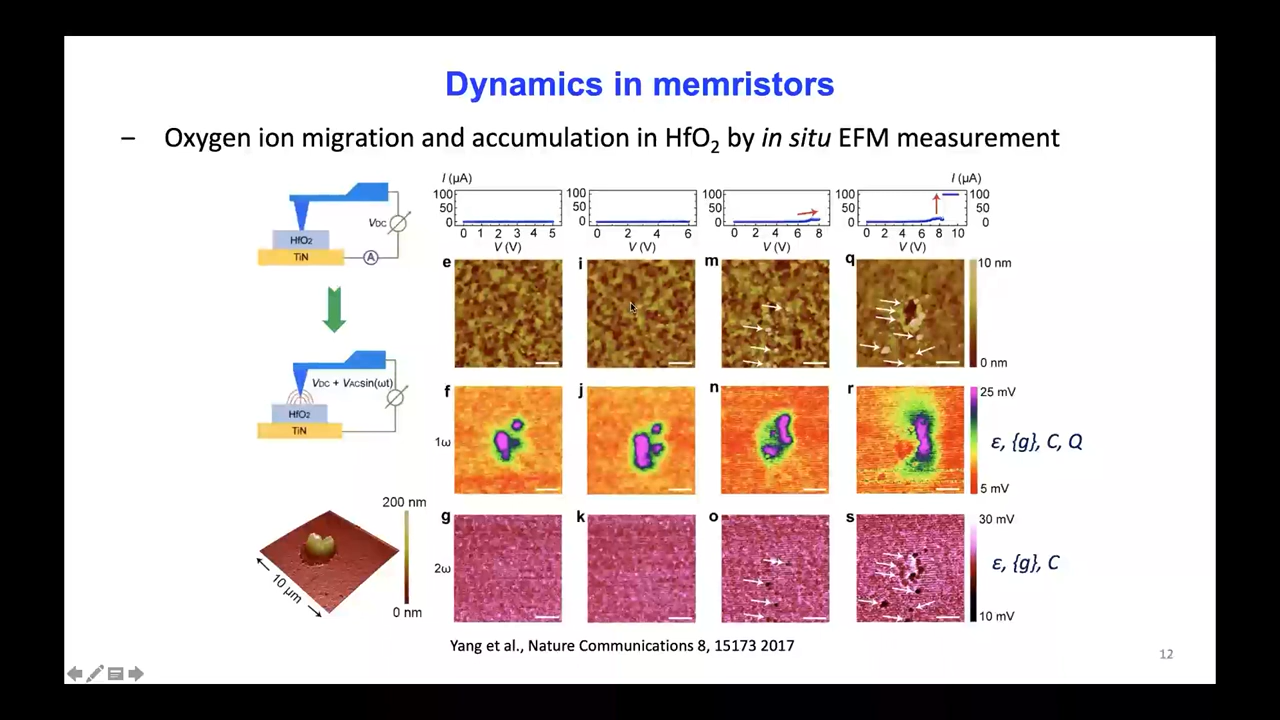 Dynamics in memristors
– Oxygen ion migration and accumulation in HfO₂ by in situ EFM measurement
I (μA)
I (μA)
100
50
0
100
50
0
100
50
0
100
50
0
100
50
0
0 1 2 3 4 5
0 2 4 6
0 2 4 6 8
0 2 4 6 8 10
V (V)
V (V)
V (V)
V (V)
VDC
HfO₂
TiN
A
VDC + VACsin(ωt)
HfO₂
TiN
200 nm
10 μm
0 nm
e
i
m
q
10 nm
0 nm
f
j
n
r
25 mV
1ω
ε, {g}, C, Q
5 mV
g
k
o
s
30 mV
2ω
ε, {g}, C
10 mV
Yang et al., Nature Communications 8, 15173 2017
12